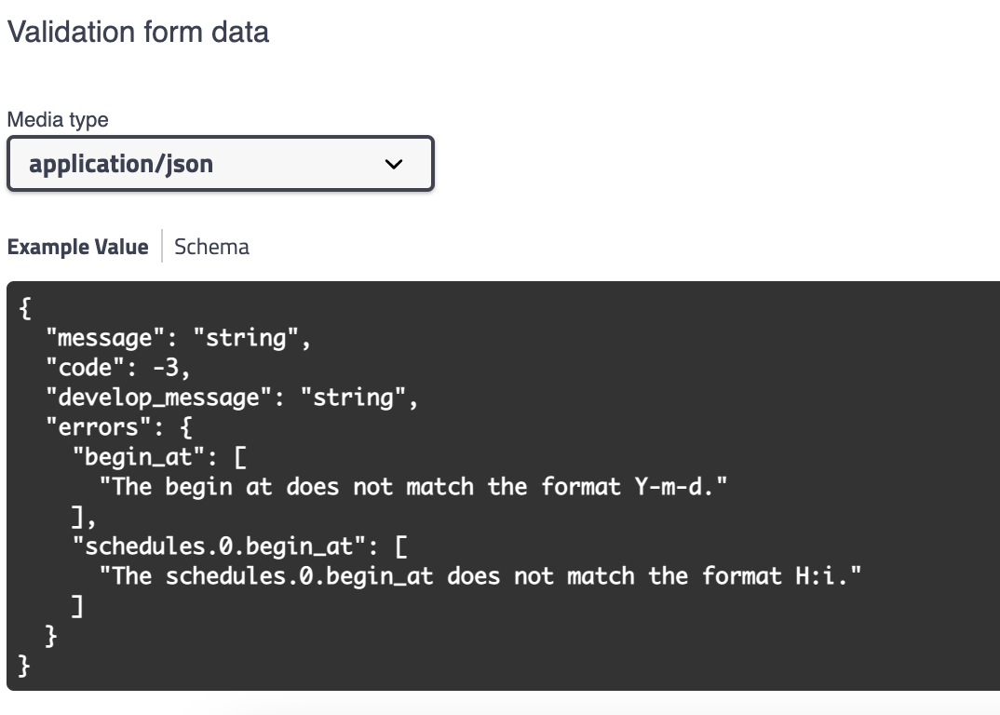 Validation form data
Media type
application/json
Example Value
Schema
{
  "message": "string",
  "code": -3,
  "develop_message": "string",
  "errors": {
    "begin_at": [
      "The begin at does not match the format Y-m-d."
    ],
    "schedules.0.begin_at": [
      "The schedules.0.begin_at does not match the format H:i."
    ]
  }
}